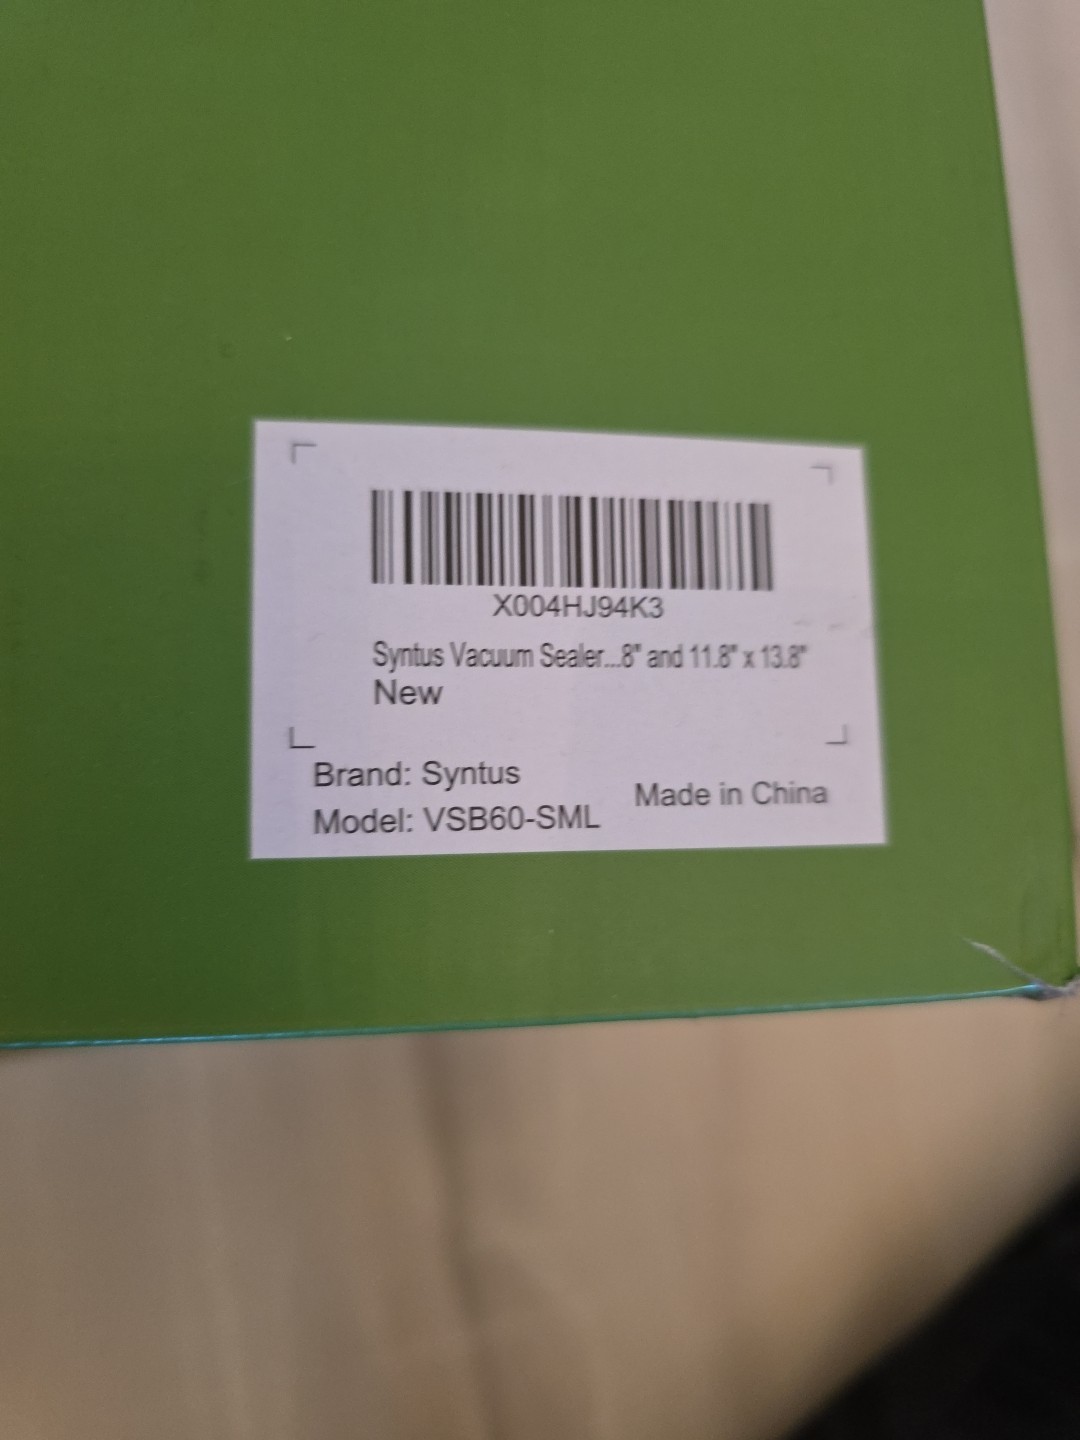 X004HJ94K3
Syntus Vacuum Sealer...8" and 11.8" x 13.8"
New
Brand: Syntus
Model: VSB60-SML
Made in China